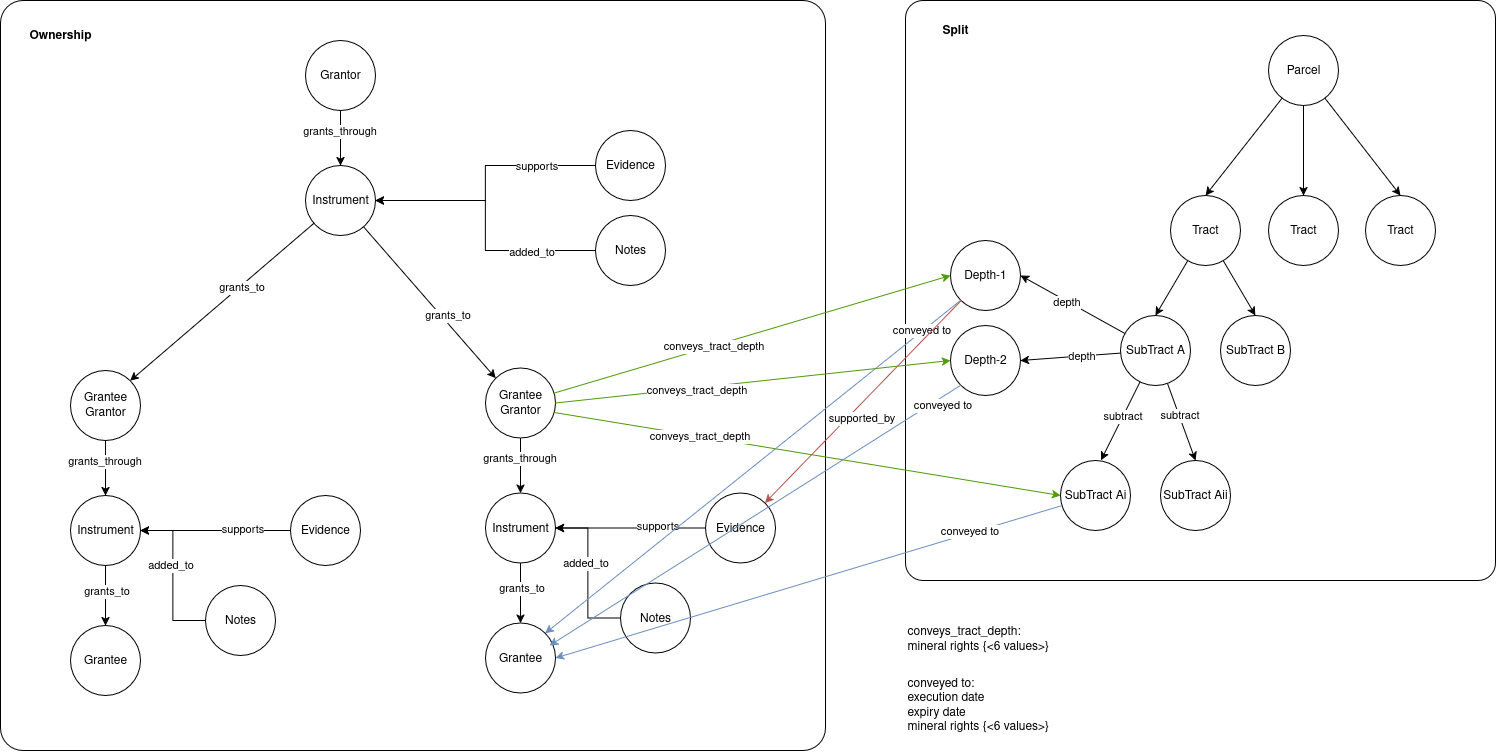 Ownership
Grantor
grants_through
Instrument
supports
Evidence
added_to
Notes
grants_to
grants_to
Grantee
Grantor
grants_through
Instrument
supports
Evidence
added_to
Notes
grants_to
Grantee
Grantee
Grantor
grants_through
Instrument
supports
Evidence
added_to
Notes
grants_to
Grantee
conveys_tract_depth
conveys_tract_depth
conveys_tract_depth
conveyed to
supported_by
conveyed to
conveyed to
Split
Parcel
Tract
Tract
Tract
Depth-1
depth
Depth-2
depth
SubTract A
SubTract B
subtract
subtract
SubTract Ai
SubTract Aii
conveys_tract_depth:
mineral rights {<6 values>}
conveyed to:
execution date
expiry date
mineral rights {<6 values>}